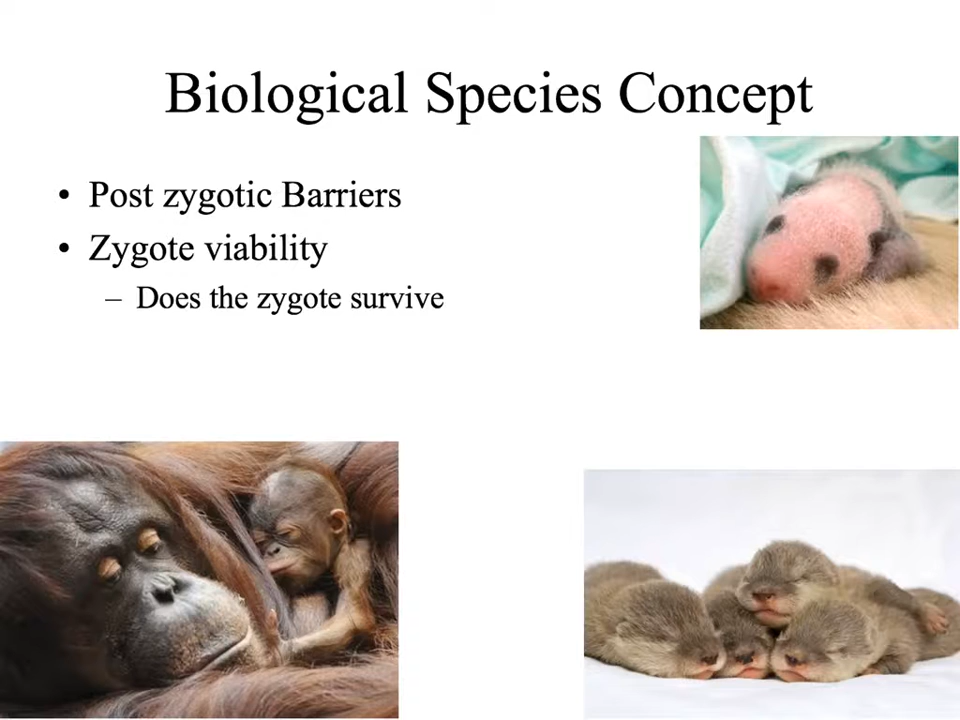 Biological Species Concept
• Post zygotic Barriers
• Zygote viability
– Does the zygote survive